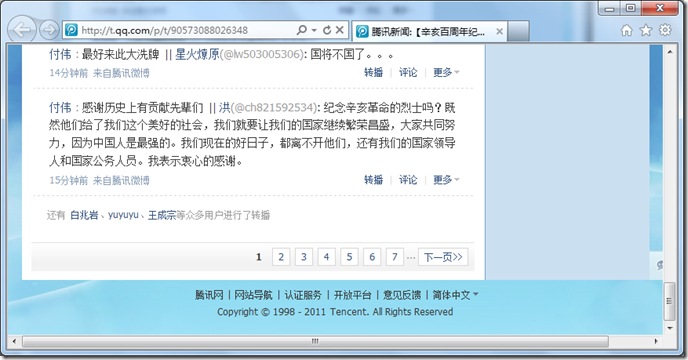 http://t.qq.com/p/t/90573088026348
腾讯新闻:【辛亥百周年纪...
付伟：最好来此大洗牌 || 星火燎原(@lw503005306): 国将不国了。。。
14分钟前 来自腾讯微博 转播 | 评论 | 更多
付伟：感谢历史上有贡献先辈们 || 洪(@ch821592534): 纪念辛亥革命的烈士吗？既
然他们给了我们这个美好的社会，我们就要让我们的国家继续繁荣昌盛，大家共同努
力，因为中国人是最强的。我们现在的好日子，都离不开他们，还有我们的国家领导
人和国家公务人员。我表示衷心的感谢。
15分钟前 来自腾讯微博 转播 | 评论 | 更多
还有 白兆岩、yuyuyu、王成宗等众多用户进行了转播
1 2 3 4 5 6 7 ... 下一页>>
腾讯网 | 网站导航 | 认证服务 | 开放平台 | 意见反馈 | 简体中文
Copyright © 1998 - 2011 Tencent. All Rights Reserved